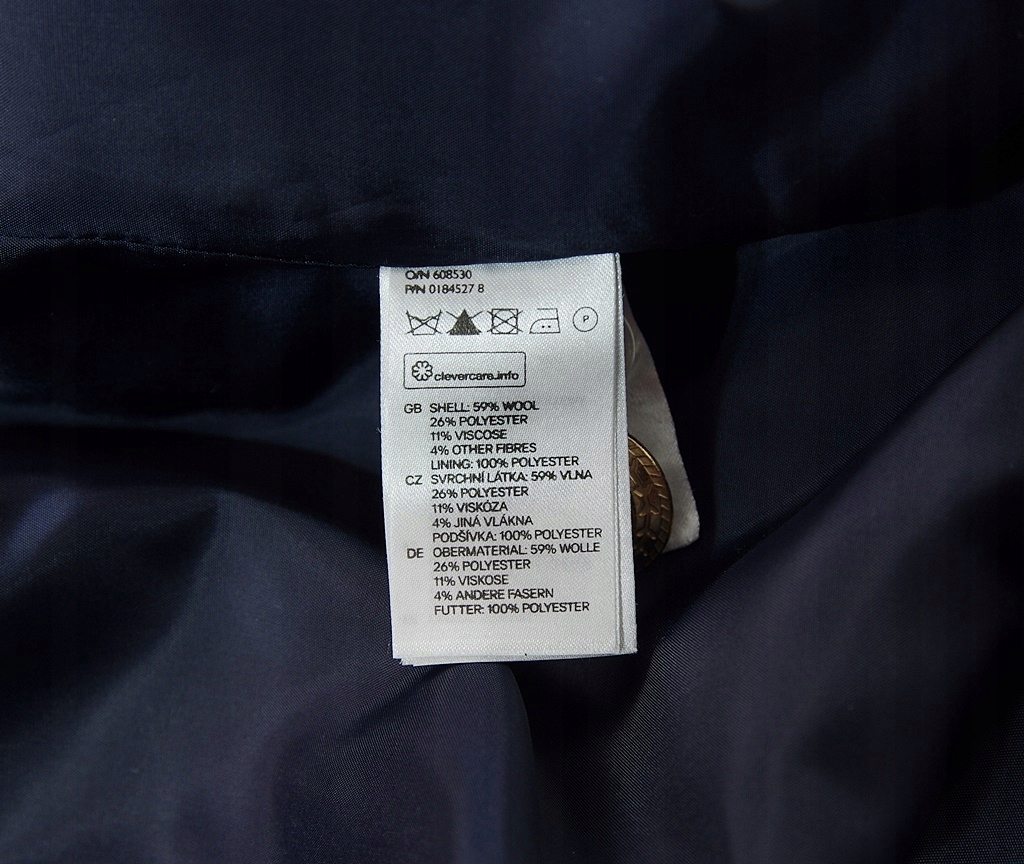 O/N 608530
P/N 0184527 8
P
clevercare.info
GB SHELL: 59% WOOL
26% POLYESTER
11% VISCOSE
4% OTHER FIBRES
LINING: 100% POLYESTER
CZ SVRCHNÍ LÁTKA: 59% VLNA
26% POLYESTER
11% VISKÓZA
4% JINÁ VLÁKNA
PODŠÍVKA: 100% POLYESTER
DE OBERMATERIAL: 59% WOLLE
26% POLYESTER
11% VISKOSE
4% ANDERE FASERN
FUTTER: 100% POLYESTER